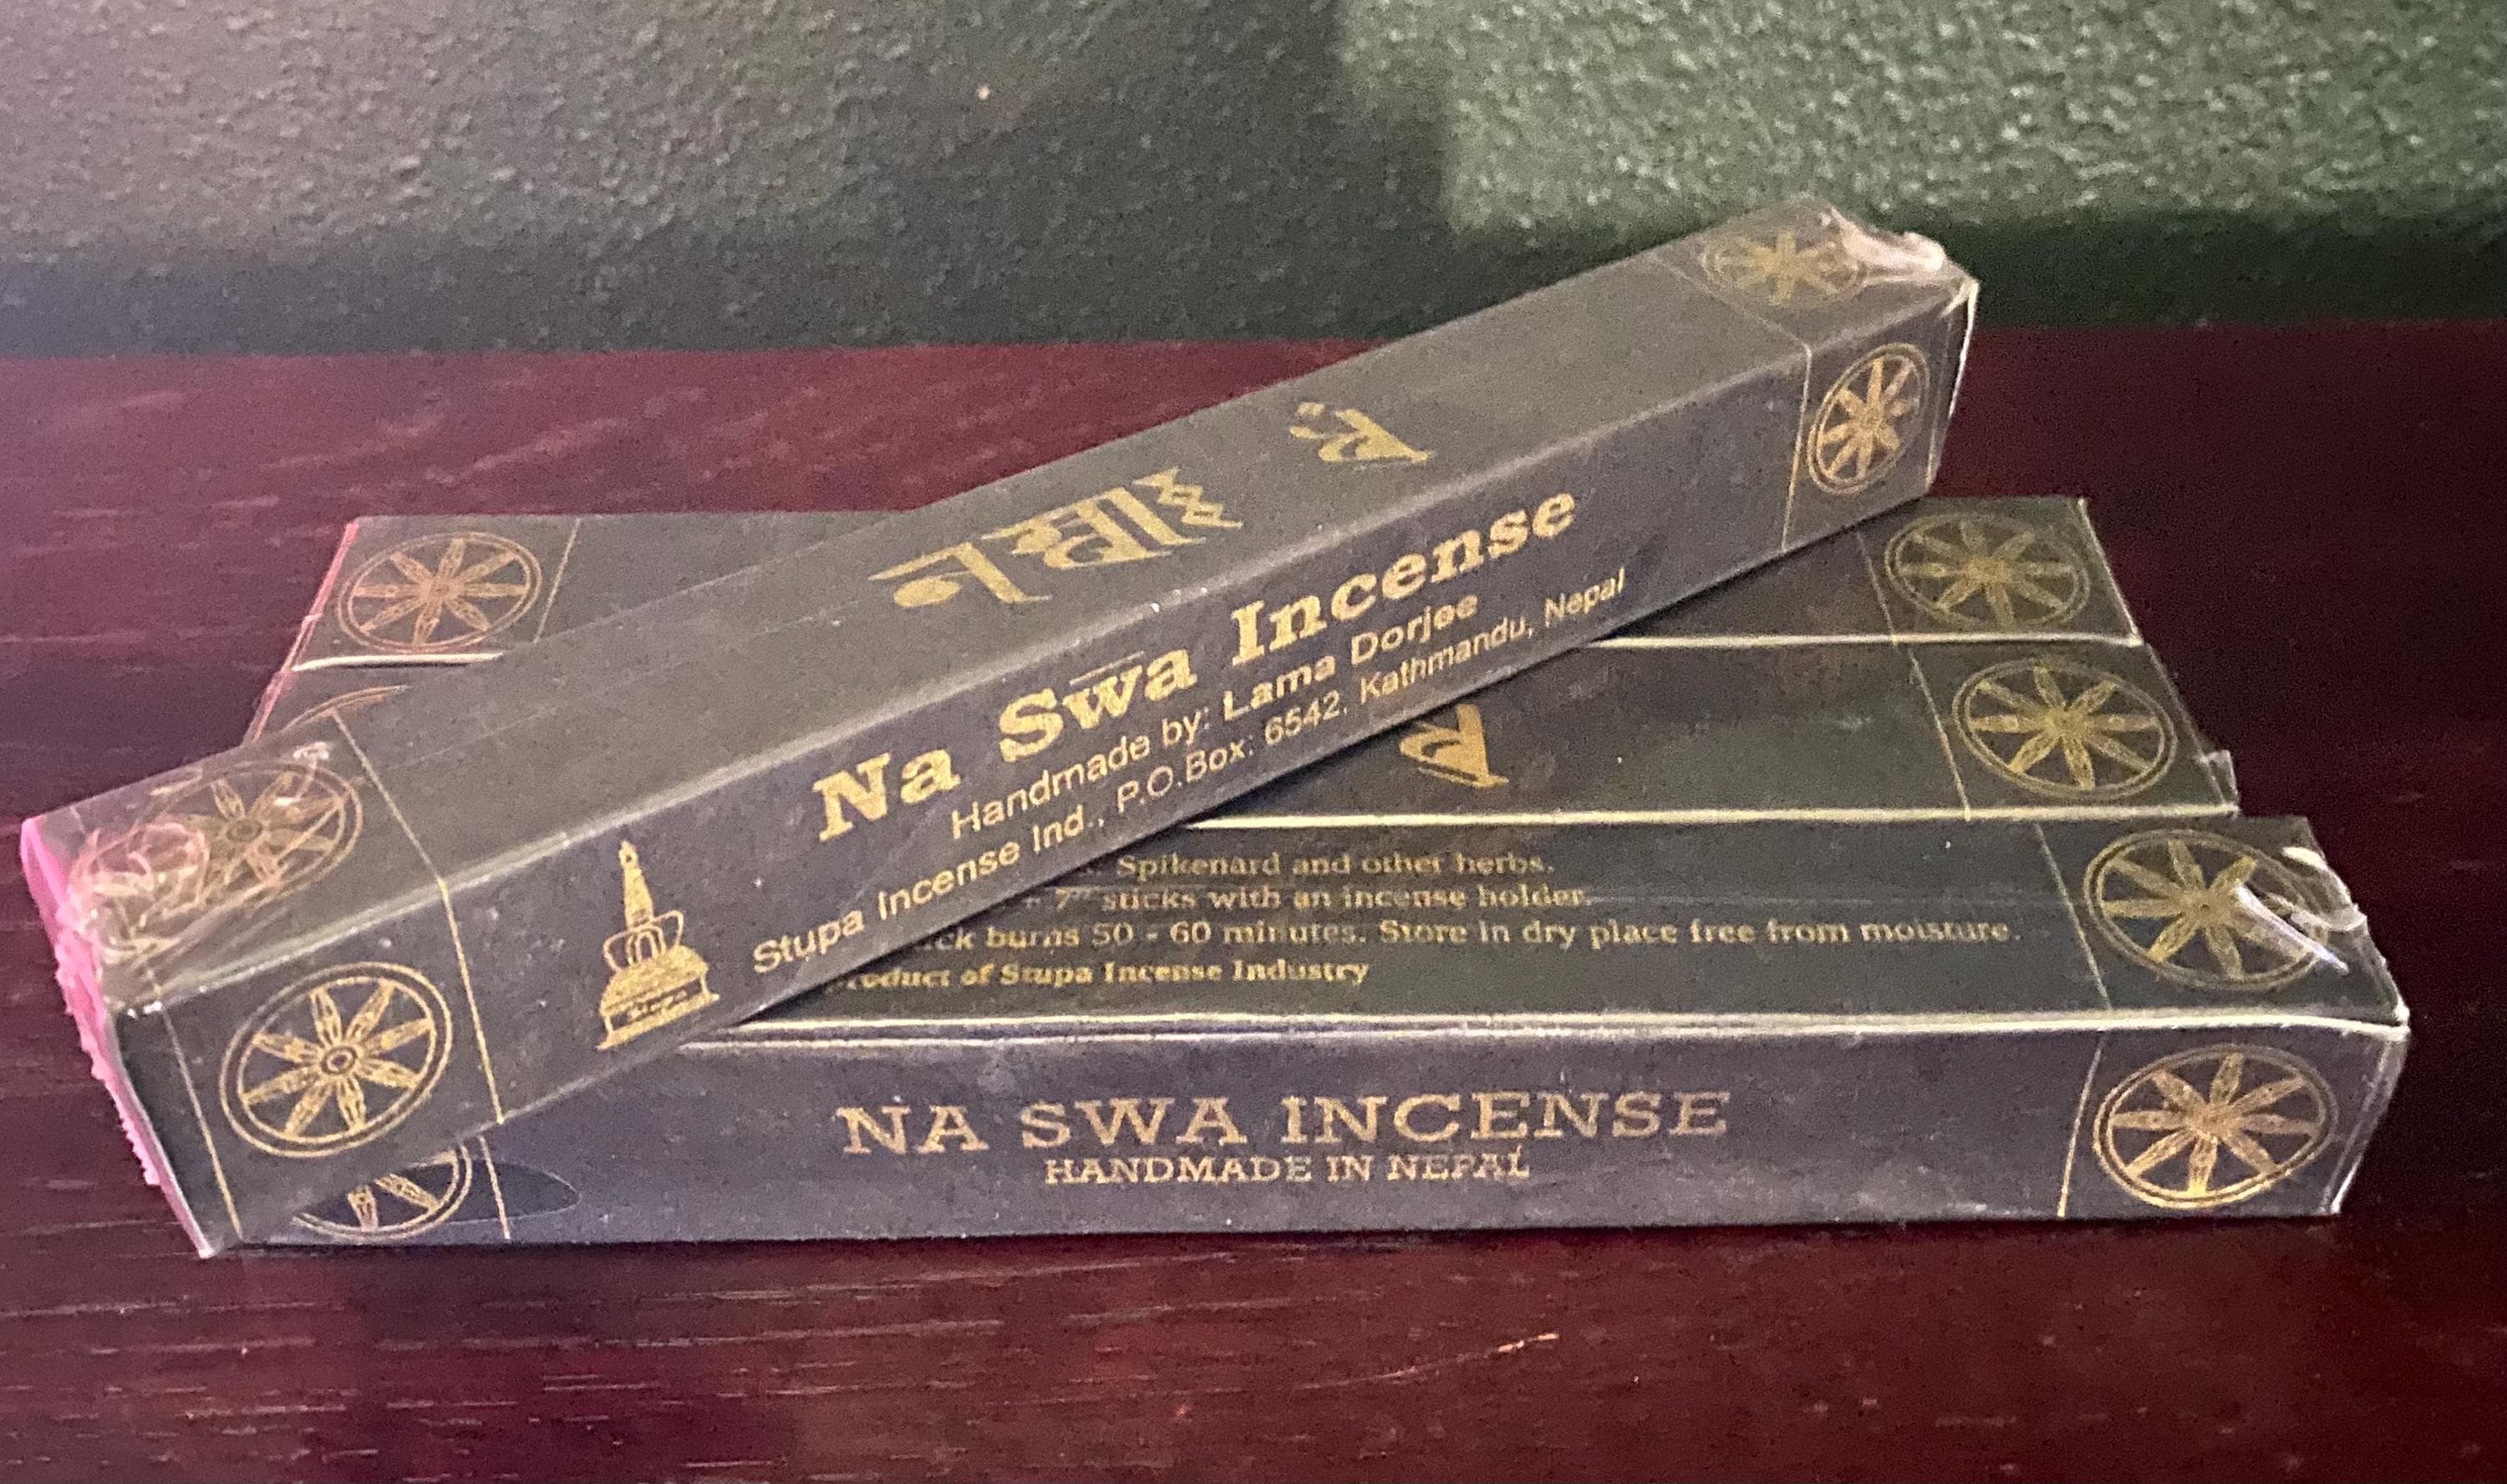 Na Swa Incense
Handmade by: Lama Dorjee
Stupa Incense Ind., P.O.Box: 6542, Kathmandu, Nepal
Spikenard and other herbs.
7" sticks with an incense holder.
burns 50 - 60 minutes. Store in dry place free from moisture.
of Stupa Incense Industry
NA SWA INCENSE
HANDMADE IN NEPAL